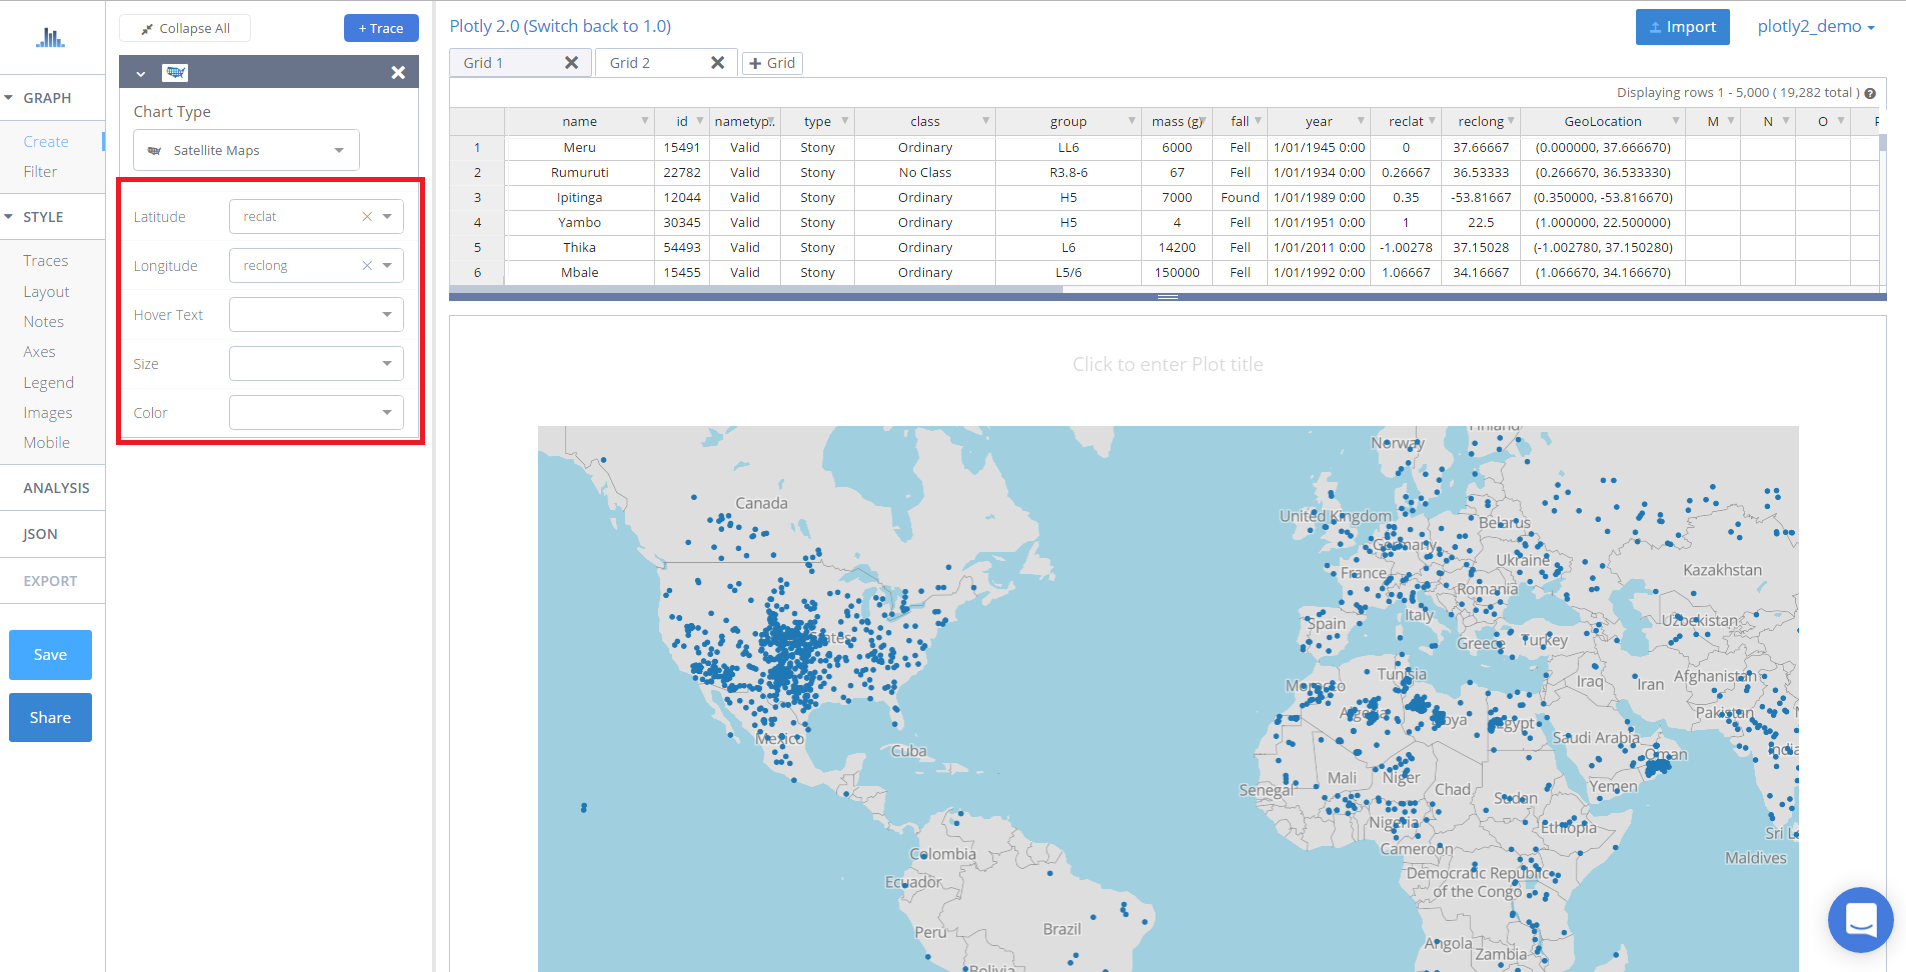 Collapse All
+ Trace
Plotly 2.0 (Switch back to 1.0)
Import
plotly2_demo
Grid 1
Grid 2
+ Grid
GRAPH
Create
Filter
STYLE
Traces
Layout
Notes
Axes
Legend
Images
Mobile
ANALYSIS
JSON
EXPORT
Save
Share
Chart Type
Satellite Maps
Latitude reclat
Longitude reclong
Hover Text
Size
Color
Displaying rows 1 - 5,000 ( 19,282 total )
name id nametyp.. type class group mass (g) fall year reclat reclong GeoLocation M N O
1 Meru 15491 Valid Stony Ordinary LL6 6000 Fell 1/01/1945 0:00 0 37.66667 (0.000000, 37.666670)
2 Rumuruti 22782 Valid Stony No Class R3.8-6 67 Fell 1/01/1934 0:00 0.26667 36.53333 (0.266670, 36.533330)
3 Ipitinga 12044 Valid Stony Ordinary H5 7000 Found 1/01/1989 0:00 0.35 -53.81667 (0.350000, -53.816670)
4 Yambo 30345 Valid Stony Ordinary H5 4 Fell 1/01/1951 0:00 1 22.5 (1.000000, 22.500000)
5 Thika 54493 Valid Stony Ordinary L6 14200 Fell 1/01/2011 0:00 -1.00278 37.15028 (-1.002780, 37.150280)
6 Mbale 15455 Valid Stony Ordinary L5/6 150000 Fell 1/01/1992 0:00 1.06667 34.16667 (1.066670, 34.166670)
Click to enter Plot title
Finland
Norway
Canada
United Kingdom
Belarus
Germany
Ukraine
France
Kazakhstan
Romania
Italy
Uzbekistan
Spain
States
Greece
Turkey
Tunisia
Afghanistan
Iraq
Iran
Morocco
Algeria
Libya
Egypt
Pakistan
Mexico
Saudi Arabia
Cuba
India
Oman
Mali
Niger
Senegal
Chad
Yemen
Sudan
Nigeria
Ethiopia
Sri L
Cameroon
Colombia
Maldives
Democratic Republic
of the Congo
Ecuador
Brazil
Peru
Angola
Zambia
Bolivia